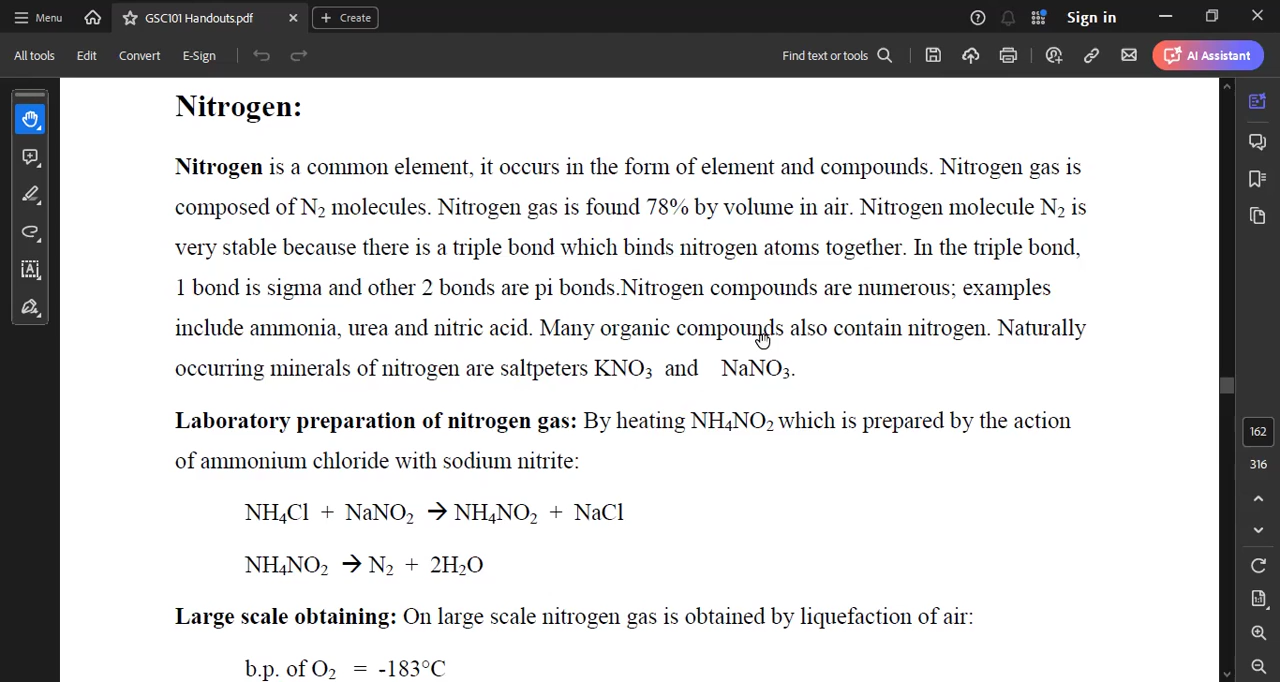 Menu
GSC101 Handouts.pdf
Create
Sign in
All tools
Edit
Convert
E-Sign
Find text or tools
AI Assistant
Nitrogen:
Nitrogen is a common element, it occurs in the form of element and compounds. Nitrogen gas is
composed of N₂ molecules. Nitrogen gas is found 78% by volume in air. Nitrogen molecule N₂ is
very stable because there is a triple bond which binds nitrogen atoms together. In the triple bond,
1 bond is sigma and other 2 bonds are pi bonds.Nitrogen compounds are numerous; examples
include ammonia, urea and nitric acid. Many organic compounds also contain nitrogen. Naturally
occurring minerals of nitrogen are saltpeters KNO₃ and NaNO₃.
Laboratory preparation of nitrogen gas: By heating NH₄NO₂ which is prepared by the action
of ammonium chloride with sodium nitrite:
NH₄Cl + NaNO₂ → NH₄NO₂ + NaCl
NH₄NO₂ → N₂ + 2H₂O
Large scale obtaining: On large scale nitrogen gas is obtained by liquefaction of air:
b.p. of O₂ = -183°C
162
316